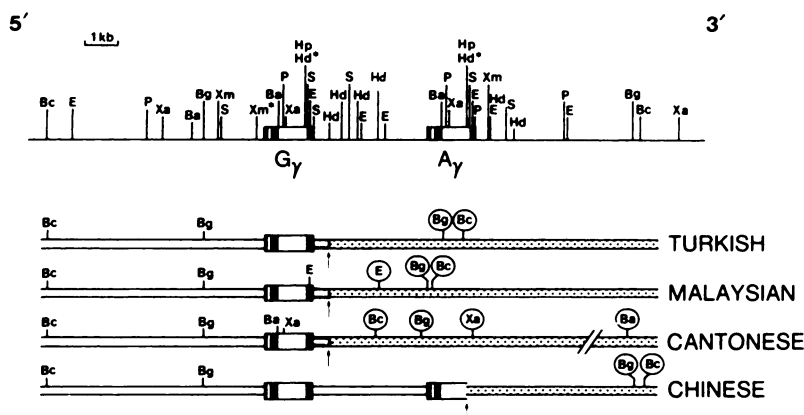 5′ 3′
1 kb
Hp Hp
Hd* Hd*
P S S Hd P S Xm
Bc E P Xa Ba Bg Xm S Xm* Ba Xa E S Hd Hd E E Ba Xa E P Hd E S Hd P E Bg Bc Xa
Gγ Aγ
Bc Bg Bg Bc TURKISH
Bc Bg E E Bg Bc MALAYSIAN
Bc Bg Ba Xa Bc Bg Xa Ba CANTONESE
Bc Bg Bg Bc CHINESE